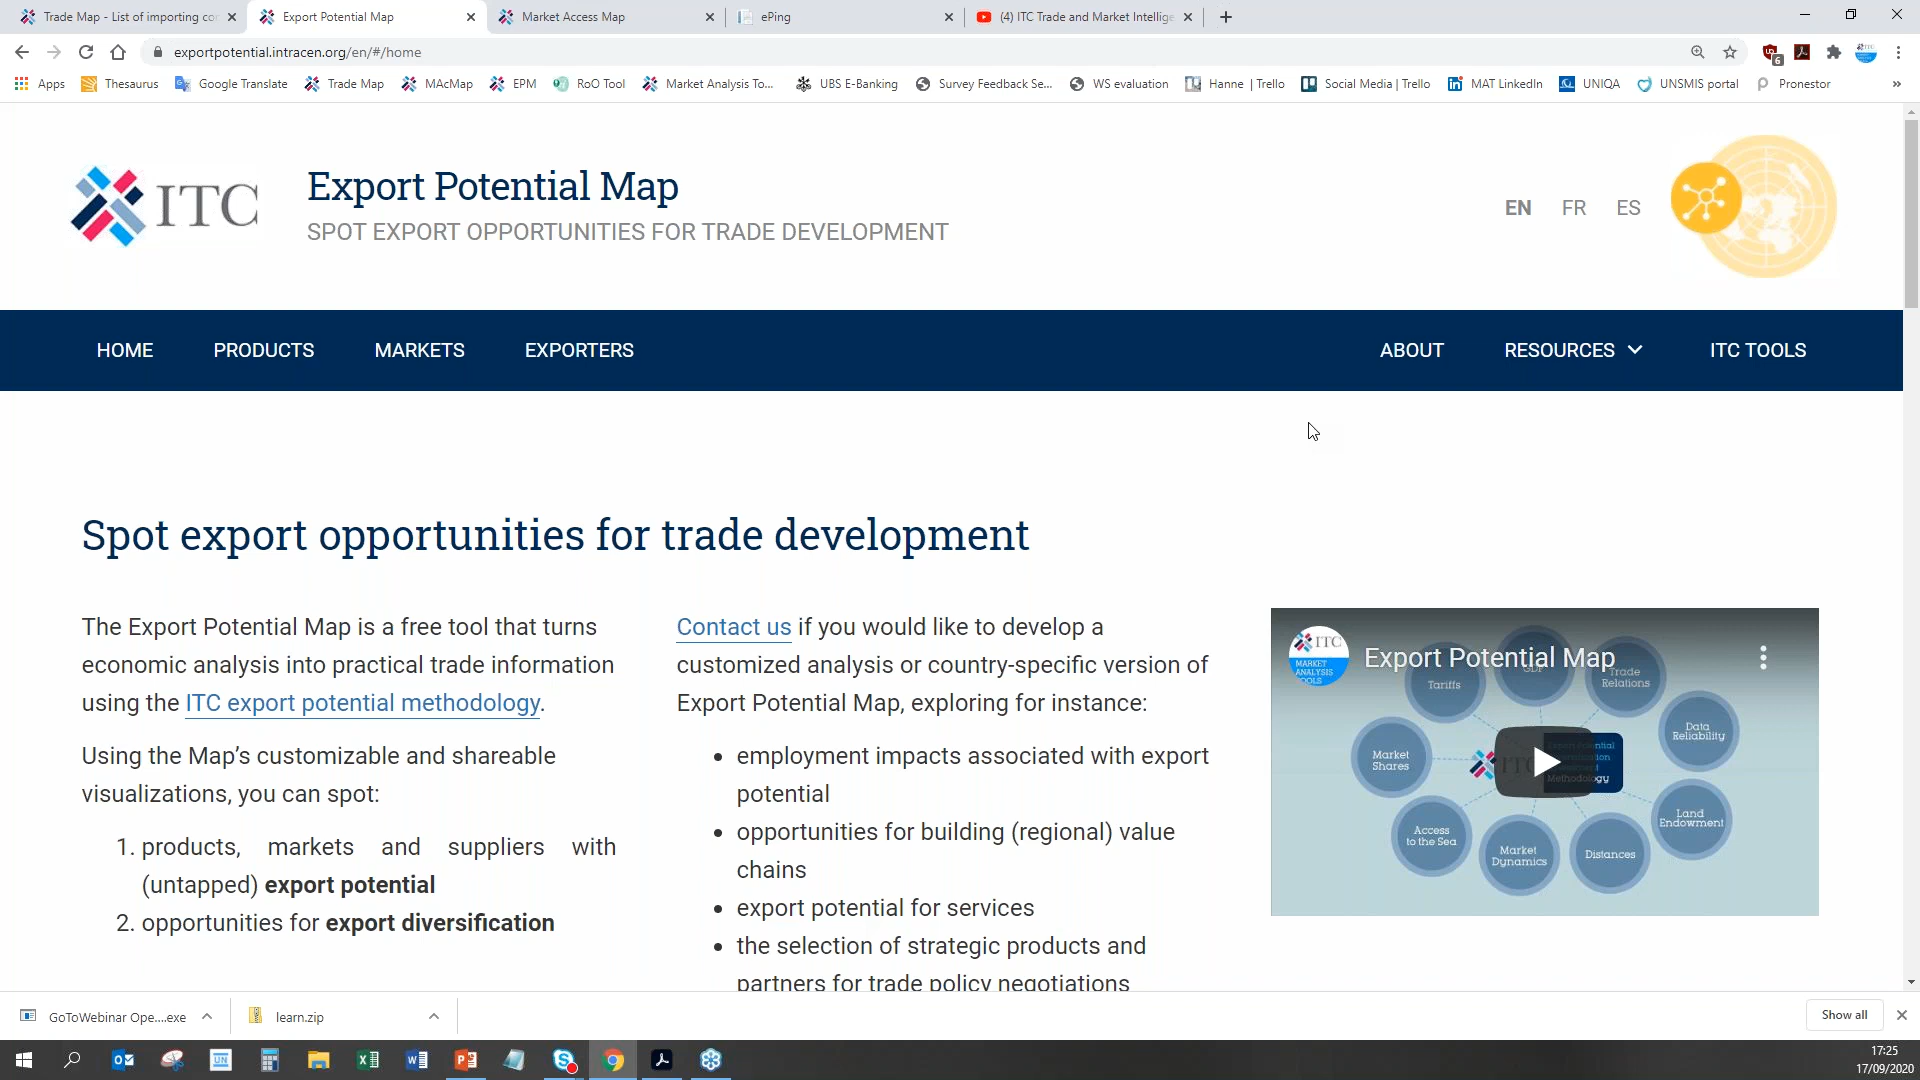 Trade Map - List of importing co
Export Potential Map
Market Access Map
ePing
(4) ITC Trade and Market Intellige
exportpotential.intracen.org/en/#/home
6
Apps
Thesaurus
Google Translate
Trade Map
MAcMap
EPM
RoO Tool
Market Analysis To...
UBS E-Banking
Survey Feedback Se...
WS evaluation
Hanne | Trello
Social Media | Trello
MAT LinkedIn
UNIQA
UNSMIS portal
Pronestor
ITC
Export Potential Map
SPOT EXPORT OPPORTUNITIES FOR TRADE DEVELOPMENT
EN FR ES
HOME PRODUCTS MARKETS EXPORTERS ABOUT RESOURCES ITC TOOLS
Spot export opportunities for trade development
The Export Potential Map is a free tool that turns
economic analysis into practical trade information
using the ITC export potential methodology.
Using the Map's customizable and shareable
visualizations, you can spot:
1. products, markets and suppliers with
(untapped) export potential
2. opportunities for export diversification
Contact us if you would like to develop a
customized analysis or country-specific version of
Export Potential Map, exploring for instance:
• employment impacts associated with export
potential
• opportunities for building (regional) value
chains
• export potential for services
• the selection of strategic products and
partners for trade policy negotiations
ITC
MARKET
ANALYSIS
TOOLS
Export Potential Map
Tariffs
GDP
Trade
Relations
Data
Reliability
Market
Shares
Methodology
Land
Endowment
Access
to the Sea
Market
Dynamics
Distances
GoToWebinar Ope....exe
learn.zip
Show all
UN
17:25
17/09/2020